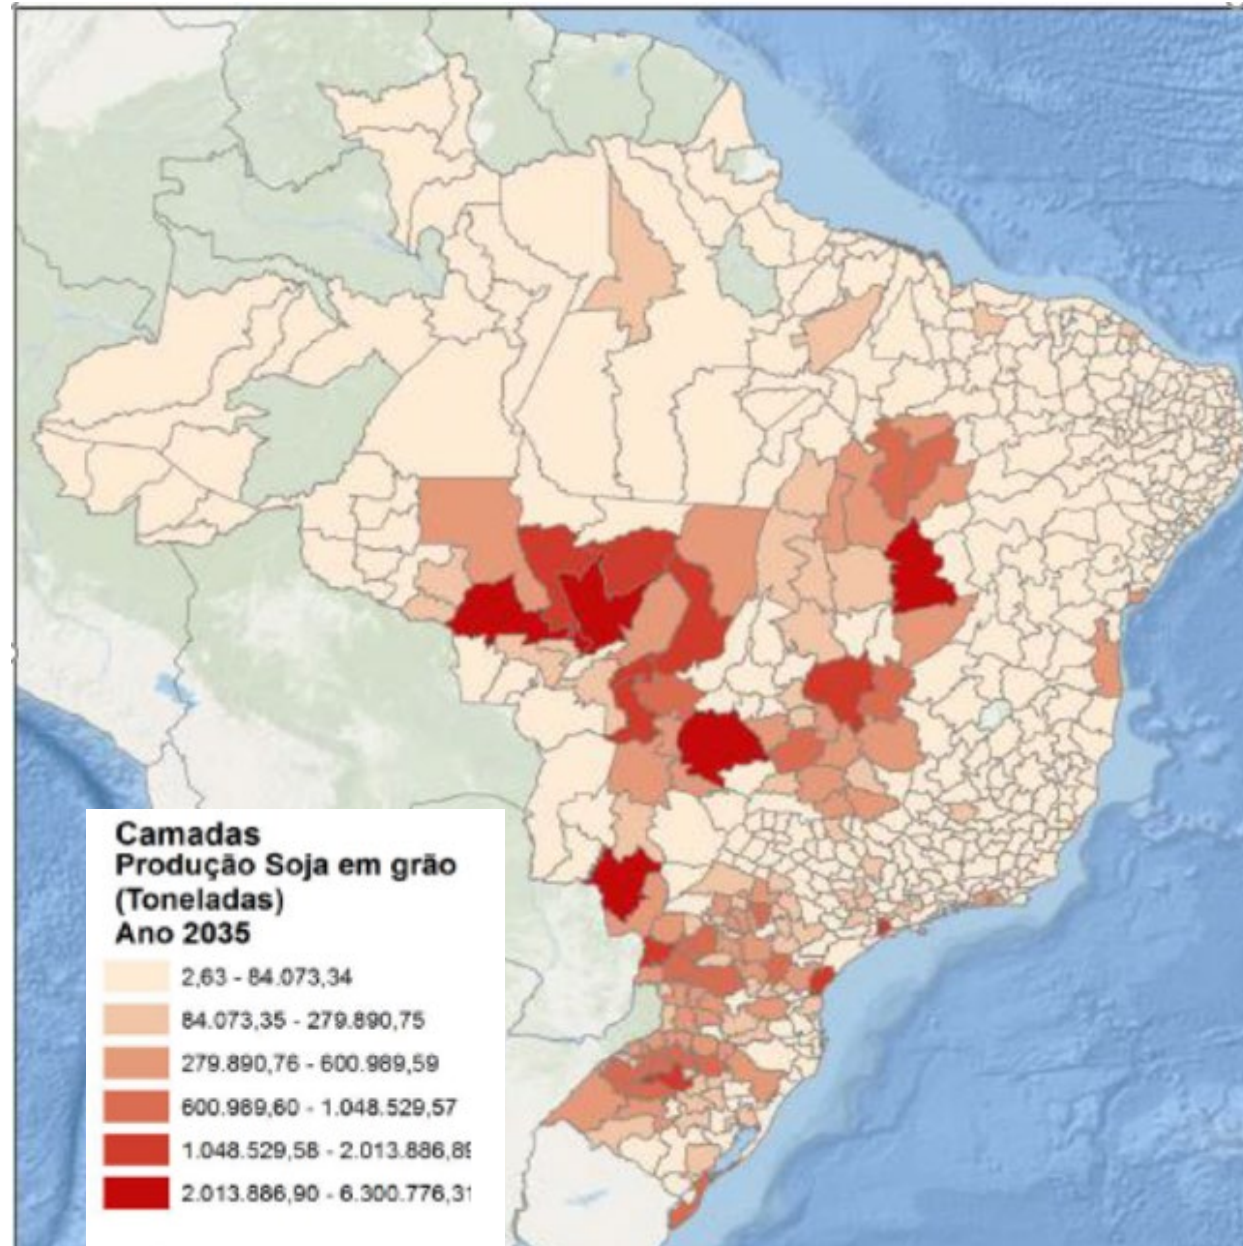 Camadas
Produção Soja em grão
(Toneladas)
Ano 2035
2,63 - 84.073,34
84.073,35 - 279.890,75
279.890,76 - 600.989,59
600.989,60 - 1.048.529,57
1.048.529,58 - 2.013.886,89
2.013.886,90 - 6.300.776,31